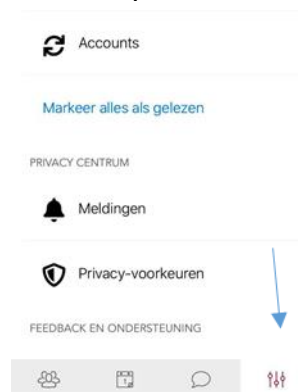 Accounts
Markeer alles als gelezen
PRIVACY CENTRUM
Meldingen
Privacy-voorkeuren
FEEDBACK EN ONDERSTEUNING